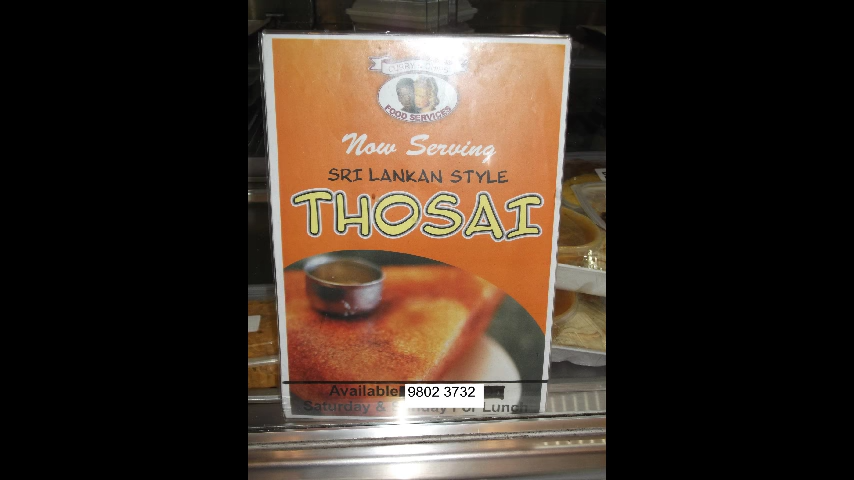 FOOD SERVICES
Now Serving
SRI LANKAN STYLE
THOSAI
Available 9802 3732
Saturday & Sunday For Lunch